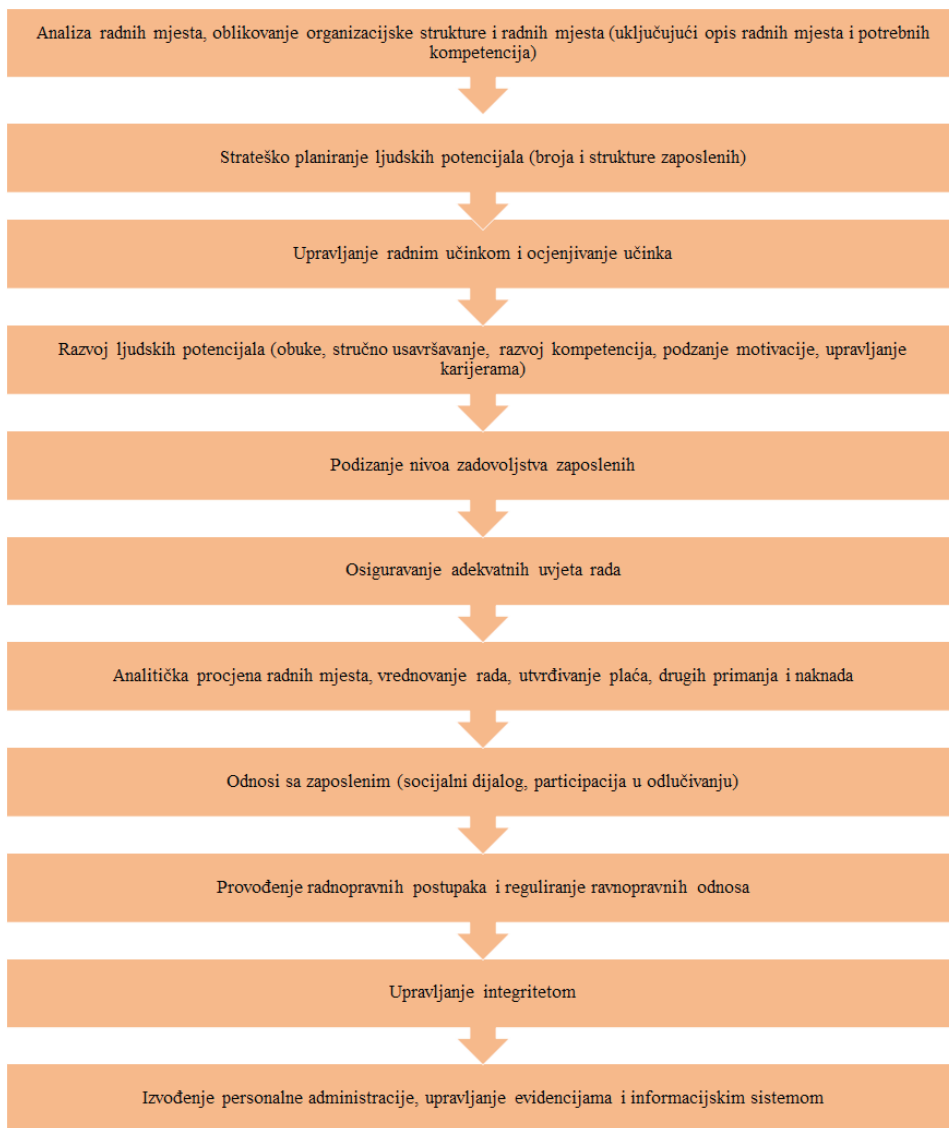 Analiza radnih mjesta, oblikovanje organizacijske strukture i radnih mjesta (uključujući opis radnih mjesta i potrebnih
kompetencija)
Strateško planiranje ljudskih potencijala (broja i strukture zaposlenih)
Upravljanje radnim učinkom i ocjenjivanje učinka
Razvoj ljudskih potencijala (obuke, stručno usavršavanje, razvoj kompetencija, podzanje motivacije, upravljanje
karijerama)
Podizanje nivoa zadovoljstva zaposlenih
Osiguravanje adekvatnih uvjeta rada
Analitička procjena radnih mjesta, vrednovanje rada, utvrđivanje plaća, drugih primanja i naknada
Odnosi sa zaposlenim (socijalni dijalog, participacija u odlučivanju)
Provođenje radnopravnih postupaka i reguliranje ravnopravnih odnosa
Upravljanje integritetom
Izvođenje personalne administracije, upravljanje evidencijama i informacijskim sistemom